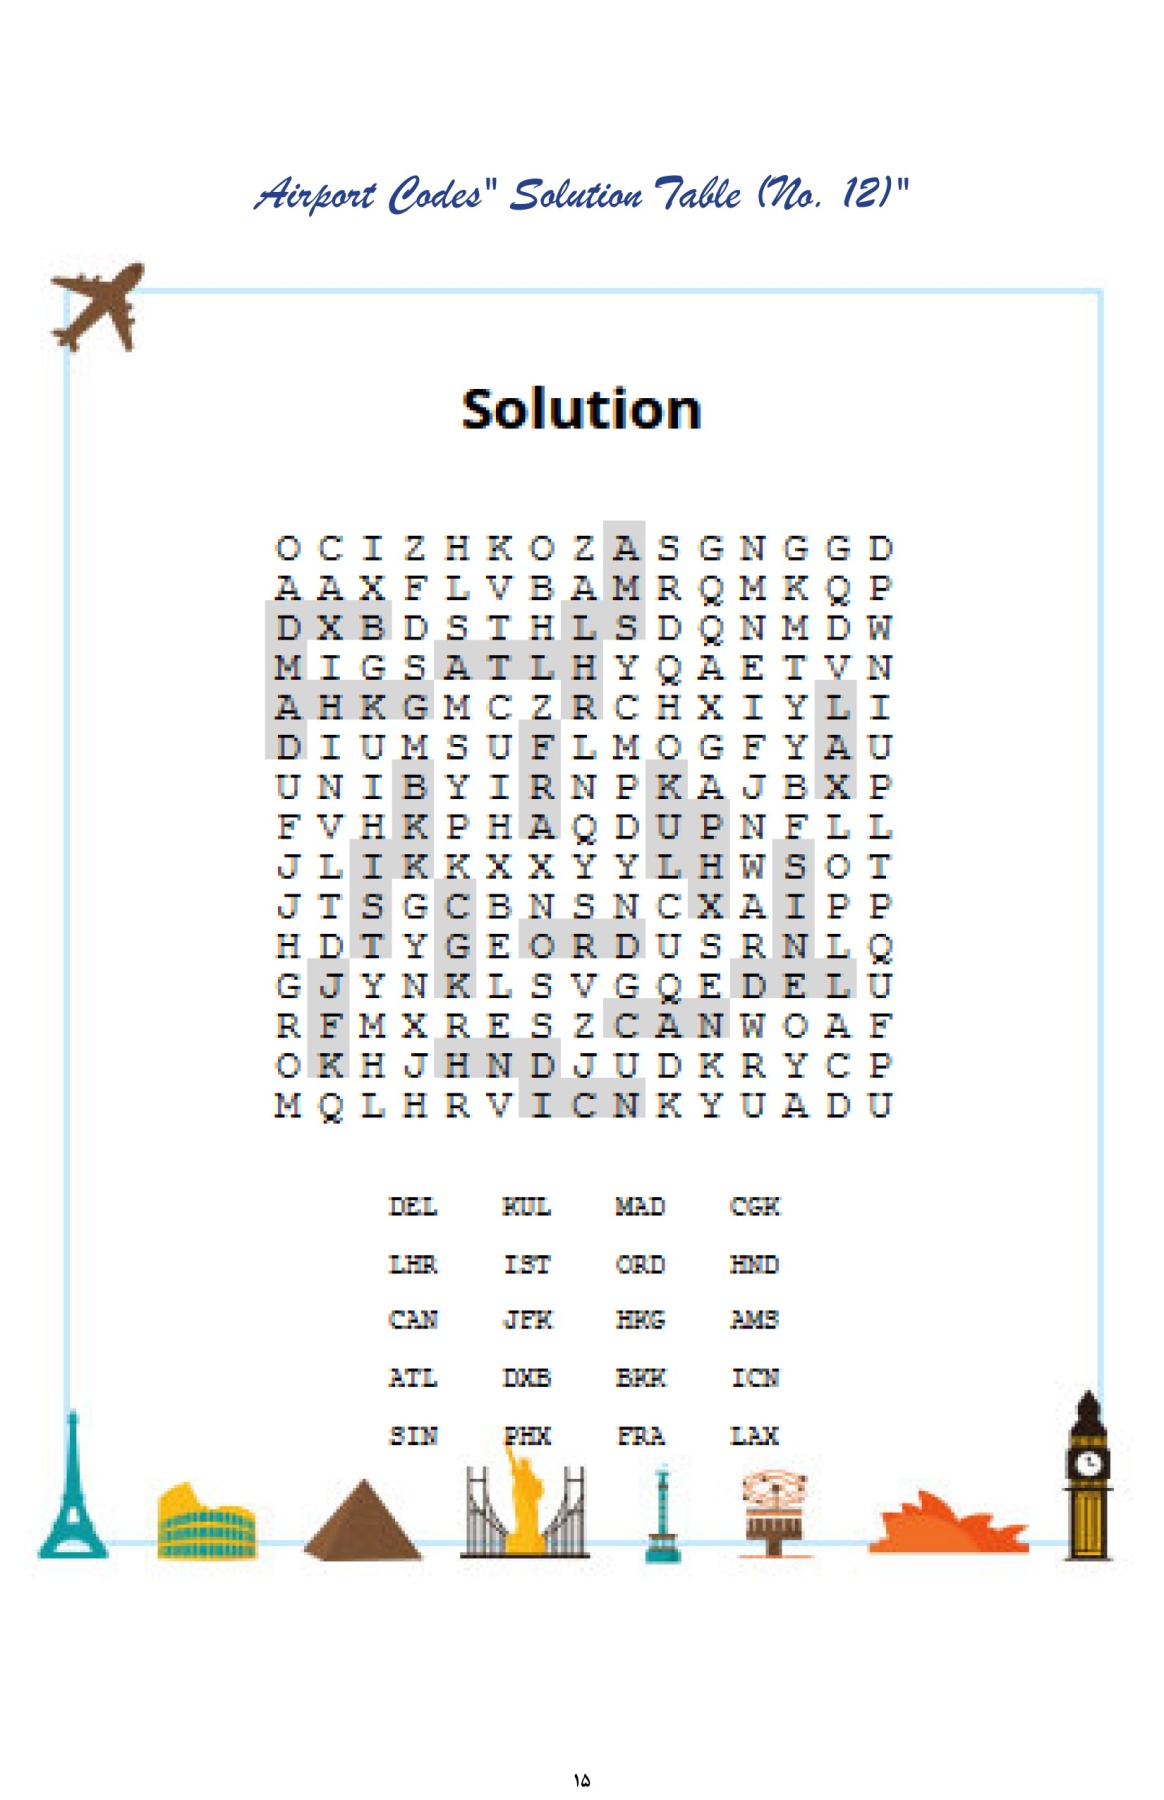 Airport Codes" Solution Table (No. 12)"
Solution
O C I Z H K O Z A S G N G G D
A A X F L V B A M R Q M K Q P
D X B D S T H L S D Q N M D W
M I G S A T L H Y Q A E T V N
A H K G M C Z R C H X I Y L I
D I U M S U F L M O G F Y A U
U N I B Y I R N P K A J B X P
F V H K P H A Q D U P N F L L
J L I K K X X Y Y L H W S O T
J T S G C B N S N C X A I P P
H D T Y G E O R D U S R N L Q
G J Y N K L S V G Q E D E L U
R F M X R E S Z C A N W O A F
O K H J H N D J U D K R Y C P
M Q L H R V I C N K Y U A D U
DEL KUL MAD CGK
LHR IST ORD HND
CAN JFK HKG AMS
ATL DXB BKK ICN
SIN PHX FRA LAX
۱۵